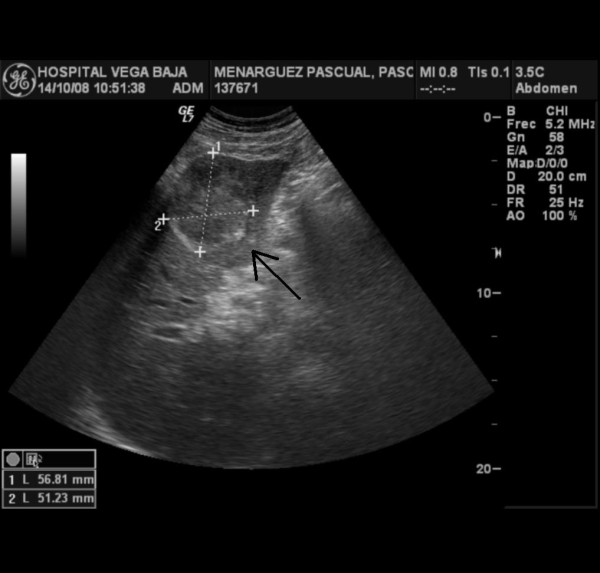 HOSPITAL VEGA BAJA
14/10/08 10:51:38 ADM
MENARGUEZ PASCUAL, PASC
137671
MI 0.8 TIs 0.1
--:--:--
3.5C
Abdomen
GE
L7
B CHI
Frec 5.2 MHz
Gn 58
E/A 2/3
Map D/0/0
D 20.0 cm
DR 51
FR 25 Hz
AO 100 %
0
10
20
1
2
1 L 56.81 mm
2 L 51.23 mm